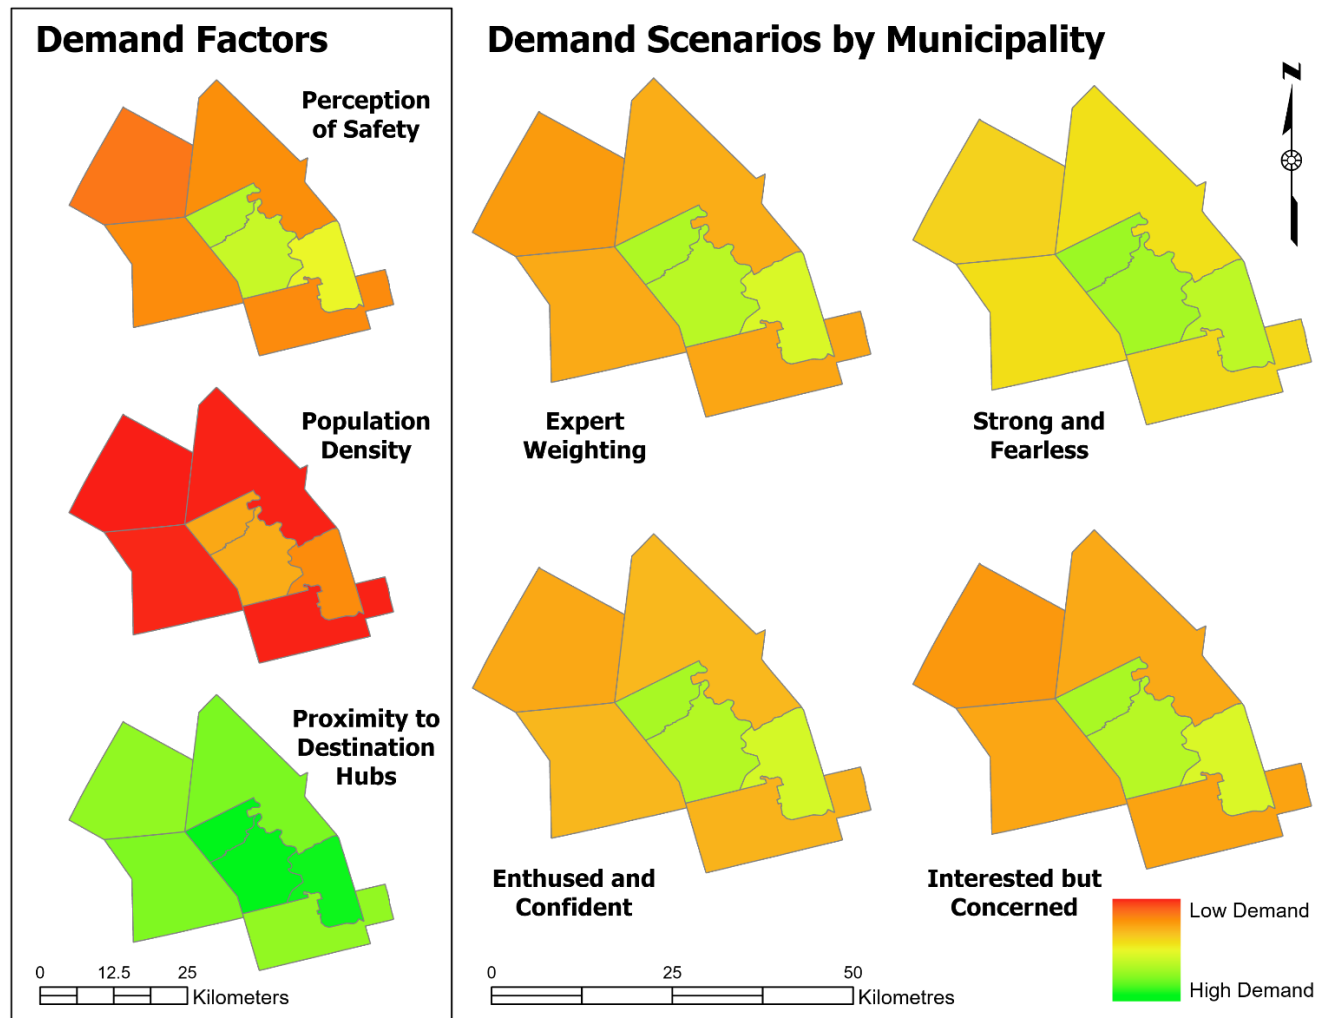 Demand Factors
Demand Scenarios by Municipality
Perception
of Safety
Population
Density
Proximity to
Destination
Hubs
0 12.5 25
Kilometers
Expert
Weighting
Strong and
Fearless
Enthused and
Confident
Interested but
Concerned
0 25 50
Kilometres
N
Low Demand
High Demand